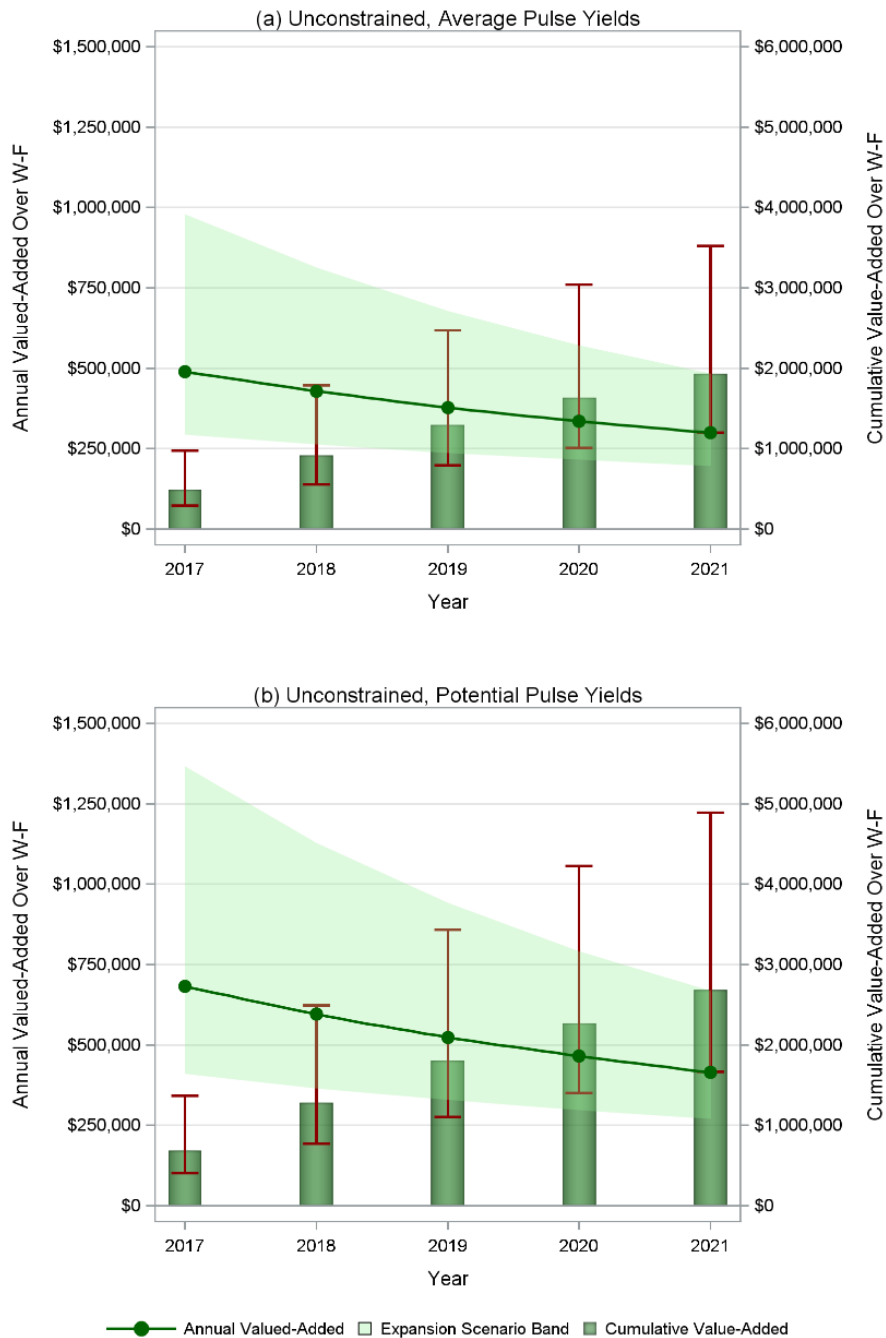 (a) Unconstrained, Average Pulse Yields
$1,500,000
$1,250,000
$1,000,000
$750,000
$500,000
$250,000
$0
Annual Valued-Added Over W-F
$6,000,000
$5,000,000
$4,000,000
$3,000,000
$2,000,000
$1,000,000
$0
Cumulative Value-Added Over W-F
2017 2018 2019 2020 2021
Year
(b) Unconstrained, Potential Pulse Yields
$1,500,000
$1,250,000
$1,000,000
$750,000
$500,000
$250,000
$0
Annual Valued-Added Over W-F
$6,000,000
$5,000,000
$4,000,000
$3,000,000
$2,000,000
$1,000,000
$0
Cumulative Value-Added Over W-F
2017 2018 2019 2020 2021
Year
Annual Valued-Added Expansion Scenario Band Cumulative Value-Added